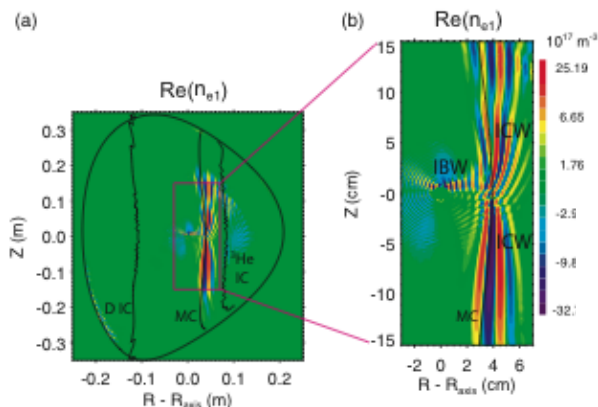 (a)
Re(nₑ₁)
0.3
0.2
0.1
0.0
-0.1
-0.2
-0.3
Z (m)
D IC
MC
³He
IC
-0.2 -0.1 0.0 0.1 0.2
R - Rₐₓᵢₛ (m)
(b)
Re(nₑ₁)
15
10
5
-0
-5
-10
-15
Z (cm)
ICW
IBW
ICW
MC
-2 0 2 4 6
R - Rₐₓᵢₛ (cm)
10¹⁷ m⁻³
25.19
6.65
1.76
-2.5
-9.8
-32.